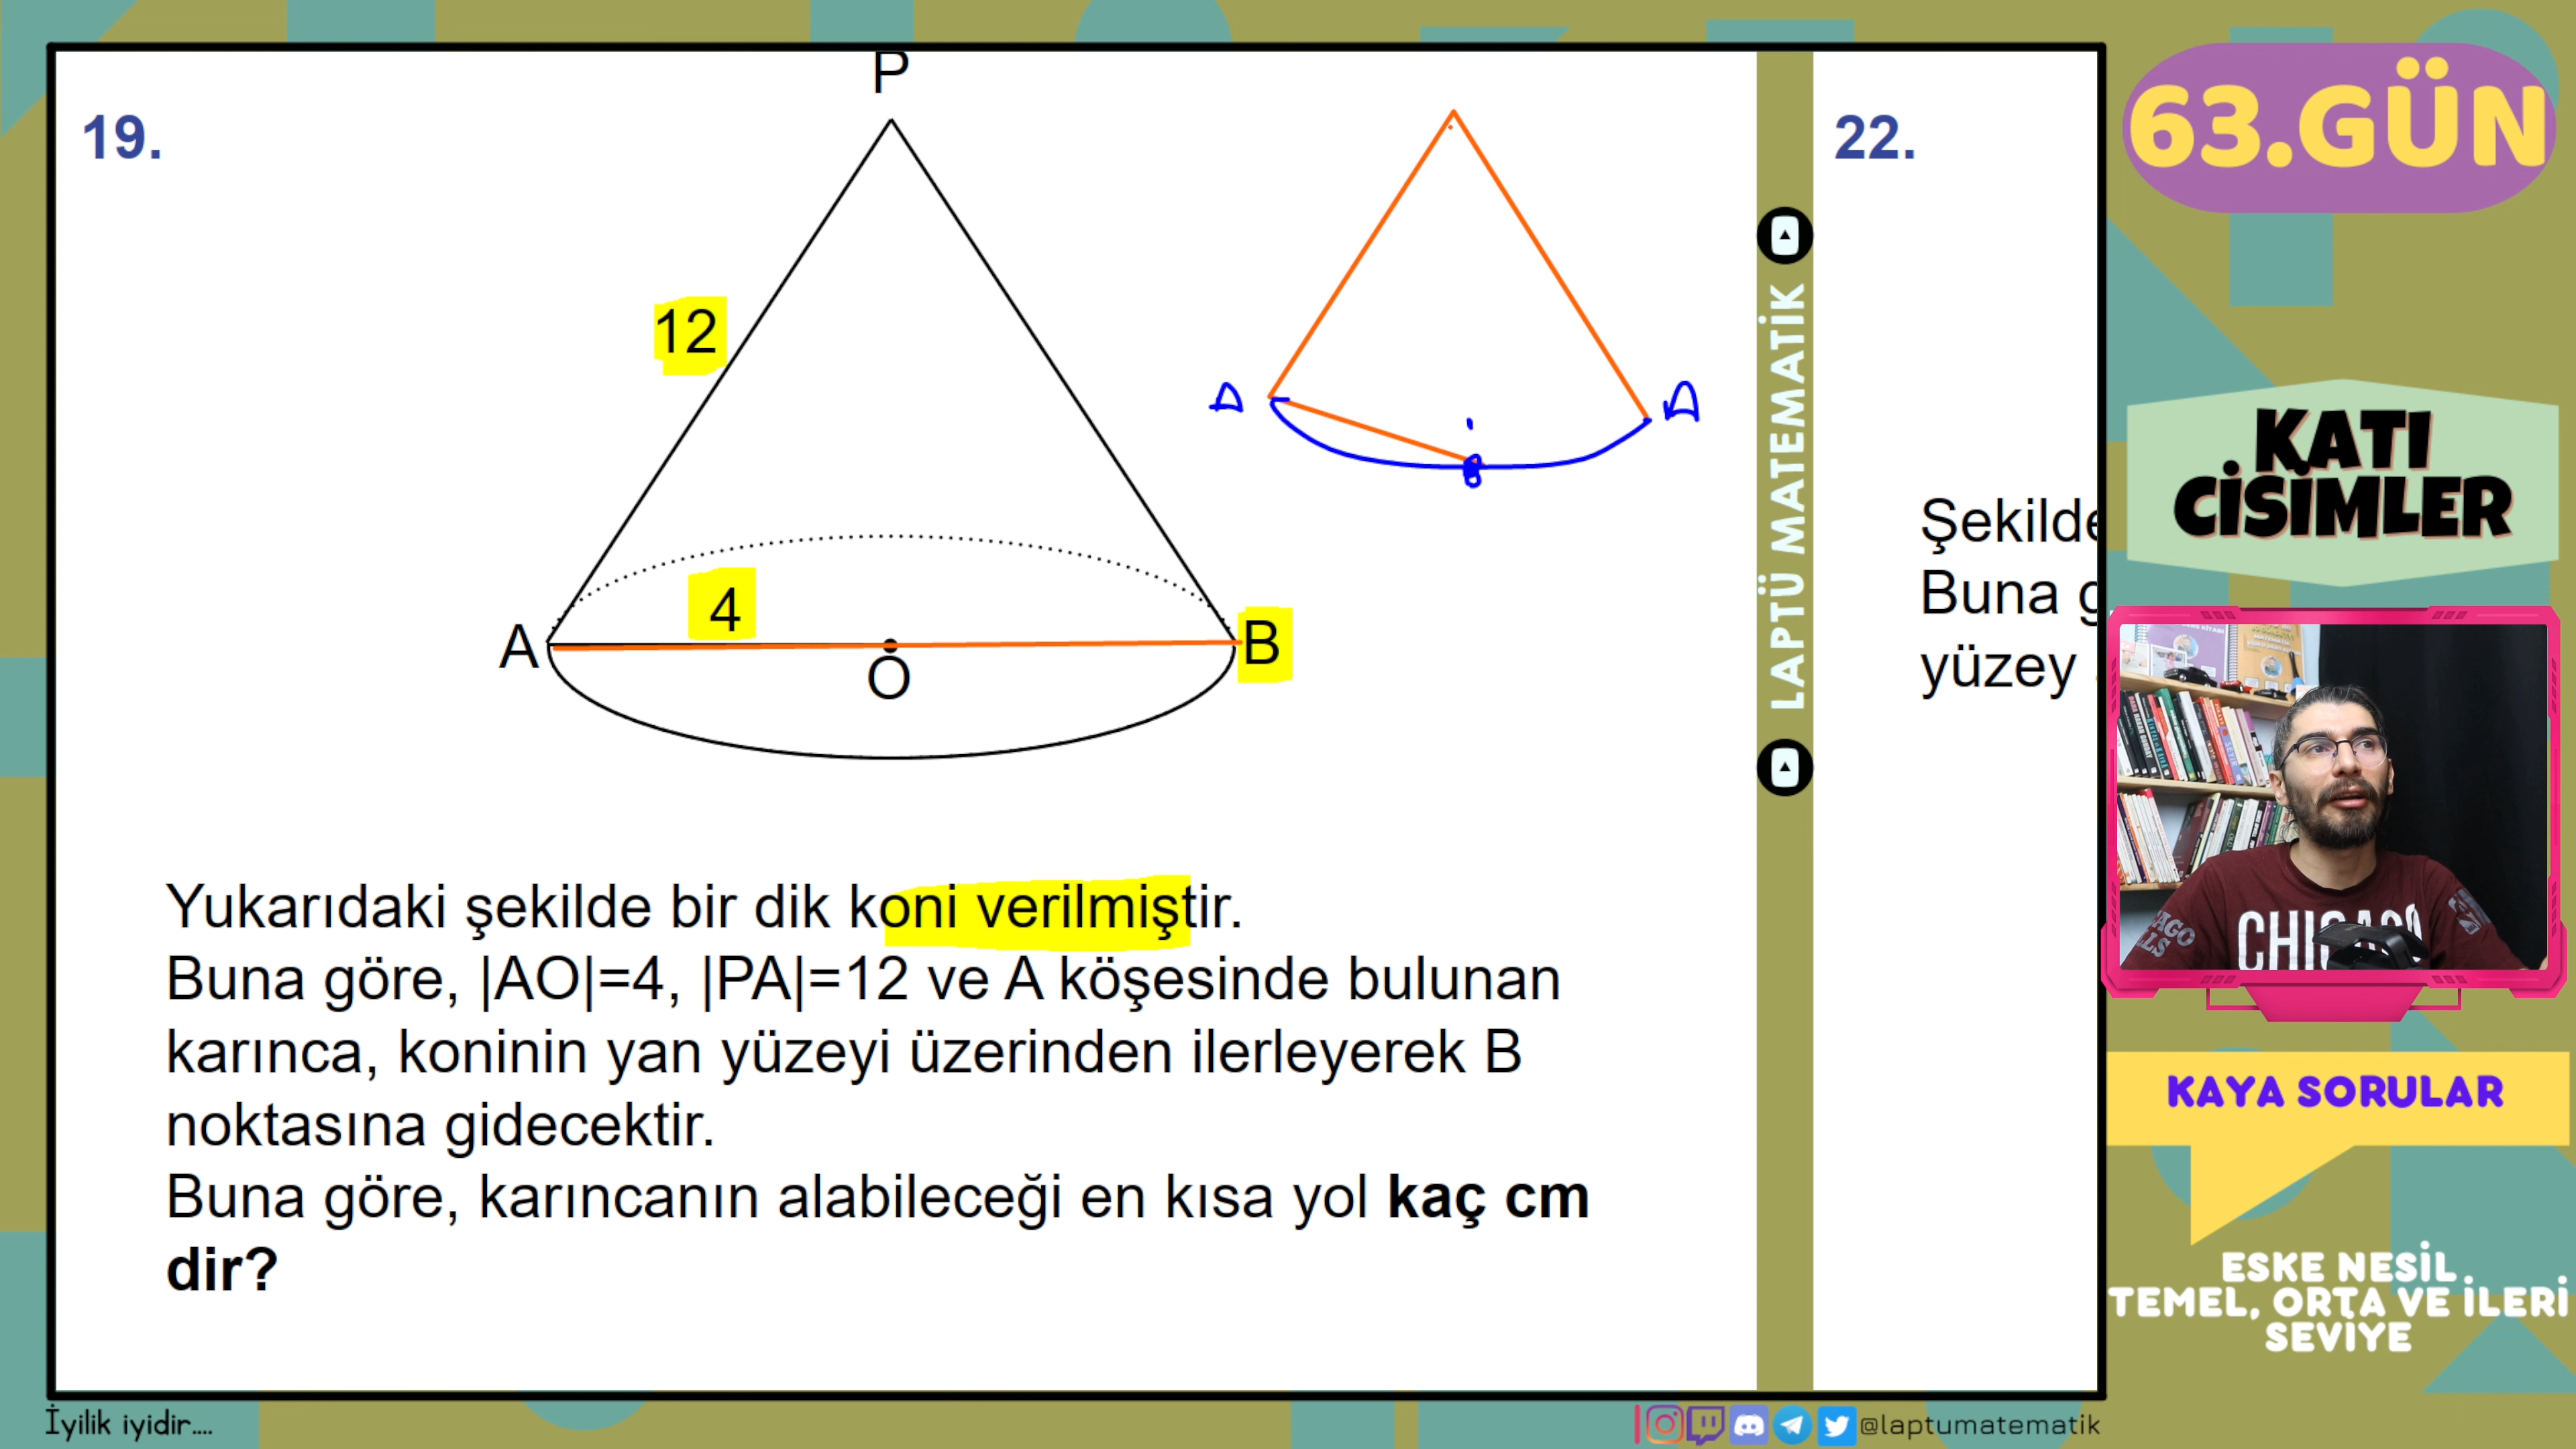 19.
P
12
4
A
B
O
A
A
B
Yukarıdaki şekilde bir dik koni verilmiştir.
Buna göre, |AO|=4, |PA|=12 ve A köşesinde bulunan
karınca, koninin yan yüzeyi üzerinden ilerleyerek B
noktasına gidecektir.
Buna göre, karıncanın alabileceği en kısa yol kaç cm
dir?
LAPTÜ MATEMATİK
22.
Şekilde
Buna g
yüzey
63.GÜN
KATI
CİSİMLER
CHICAGO
KAYA SORULAR
ESKE NESİL
TEMEL, ORTA VE İLERİ
SEVİYE
İyilik iyidir....
@laptumatematik